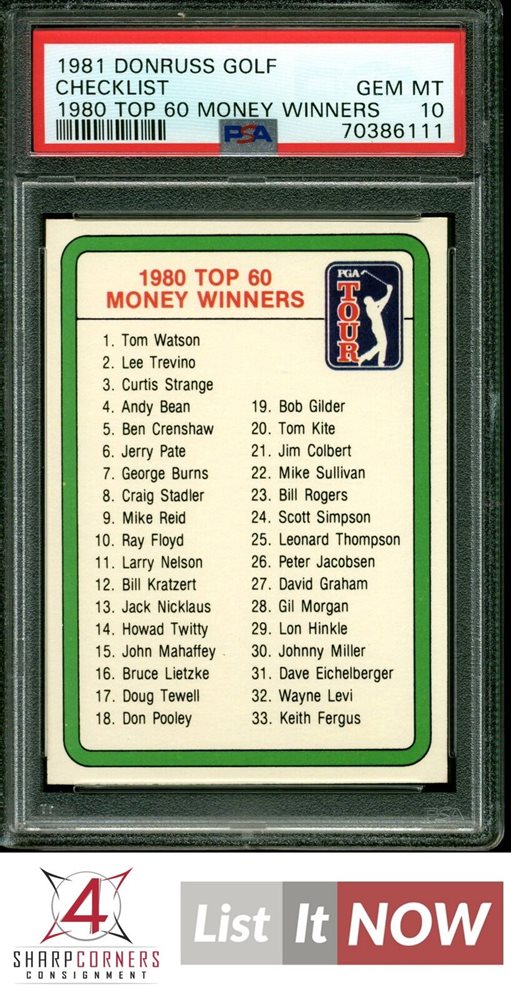 1981 DONRUSS GOLF
CHECKLIST GEM MT
1980 TOP 60 MONEY WINNERS 10
PSA 70386111
1980 TOP 60
MONEY WINNERS
PGA
TOUR
1. Tom Watson
2. Lee Trevino
3. Curtis Strange
4. Andy Bean
5. Ben Crenshaw
6. Jerry Pate
7. George Burns
8. Craig Stadler
9. Mike Reid
10. Ray Floyd
11. Larry Nelson
12. Bill Kratzert
13. Jack Nicklaus
14. Howad Twitty
15. John Mahaffey
16. Bruce Lietzke
17. Doug Tewell
18. Don Pooley
19. Bob Gilder
20. Tom Kite
21. Jim Colbert
22. Mike Sullivan
23. Bill Rogers
24. Scott Simpson
25. Leonard Thompson
26. Peter Jacobsen
27. David Graham
28. Gil Morgan
29. Lon Hinkle
30. Johnny Miller
31. Dave Eichelberger
32. Wayne Levi
33. Keith Fergus
PSA
4
SHARPCORNERS
CONSIGNMENT
List It NOW